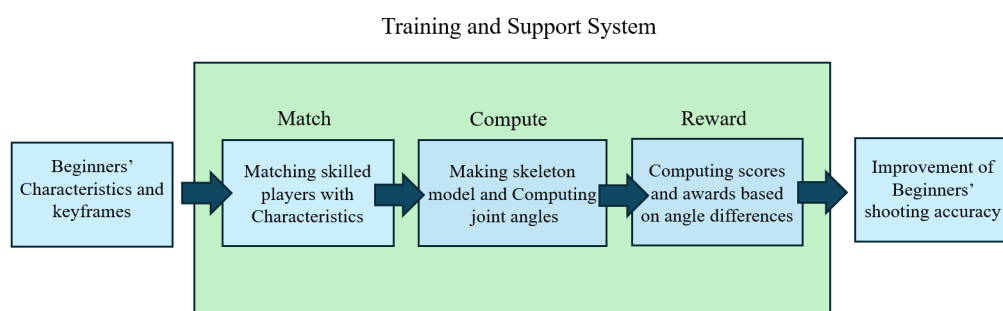 Training and Support System
Match
Compute
Reward
Beginners'
Characteristics and
keyframes
Matching skilled
players with
Characteristics
Making skeleton
model and Computing
joint angles
Computing scores
and awards based
on angle differences
Improvement of
Beginners'
shooting accuracy